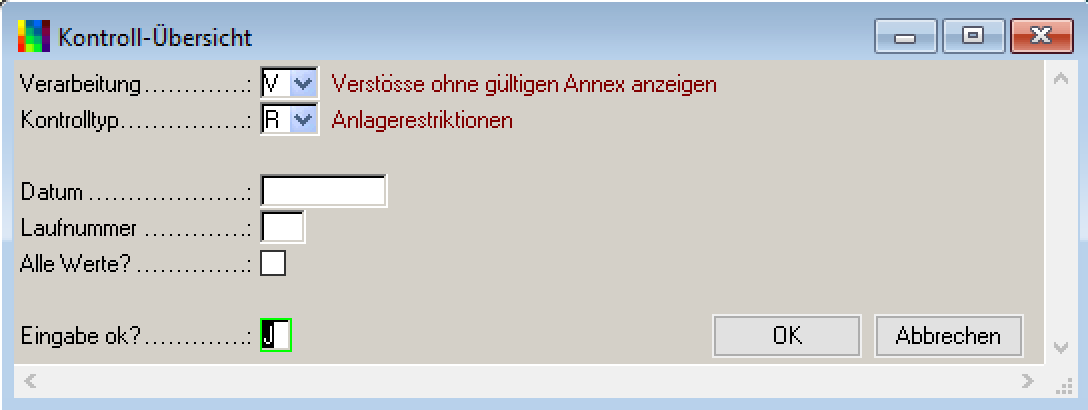 Kontroll-Übersicht
Verarbeitung.............: V Verstösse ohne gültigen Annex anzeigen
Kontrolltyp................: R Anlagerestriktionen
Datum ....................:
Laufnummer .............:
Alle Werte? ..............:
Eingabe ok?.............: J OK Abbrechen